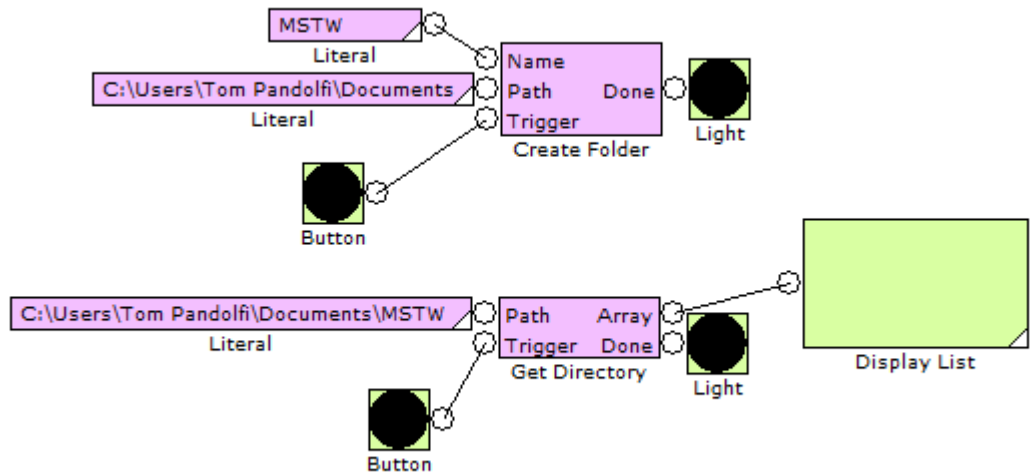 MSTW
Literal
C:\Users\Tom Pandolfi\Documents
Literal
Name
Path Done
Trigger
Create Folder
Light
Button
C:\Users\Tom Pandolfi\Documents\MSTW
Literal
Path Array
Trigger Done
Get Directory
Light
Display List
Button